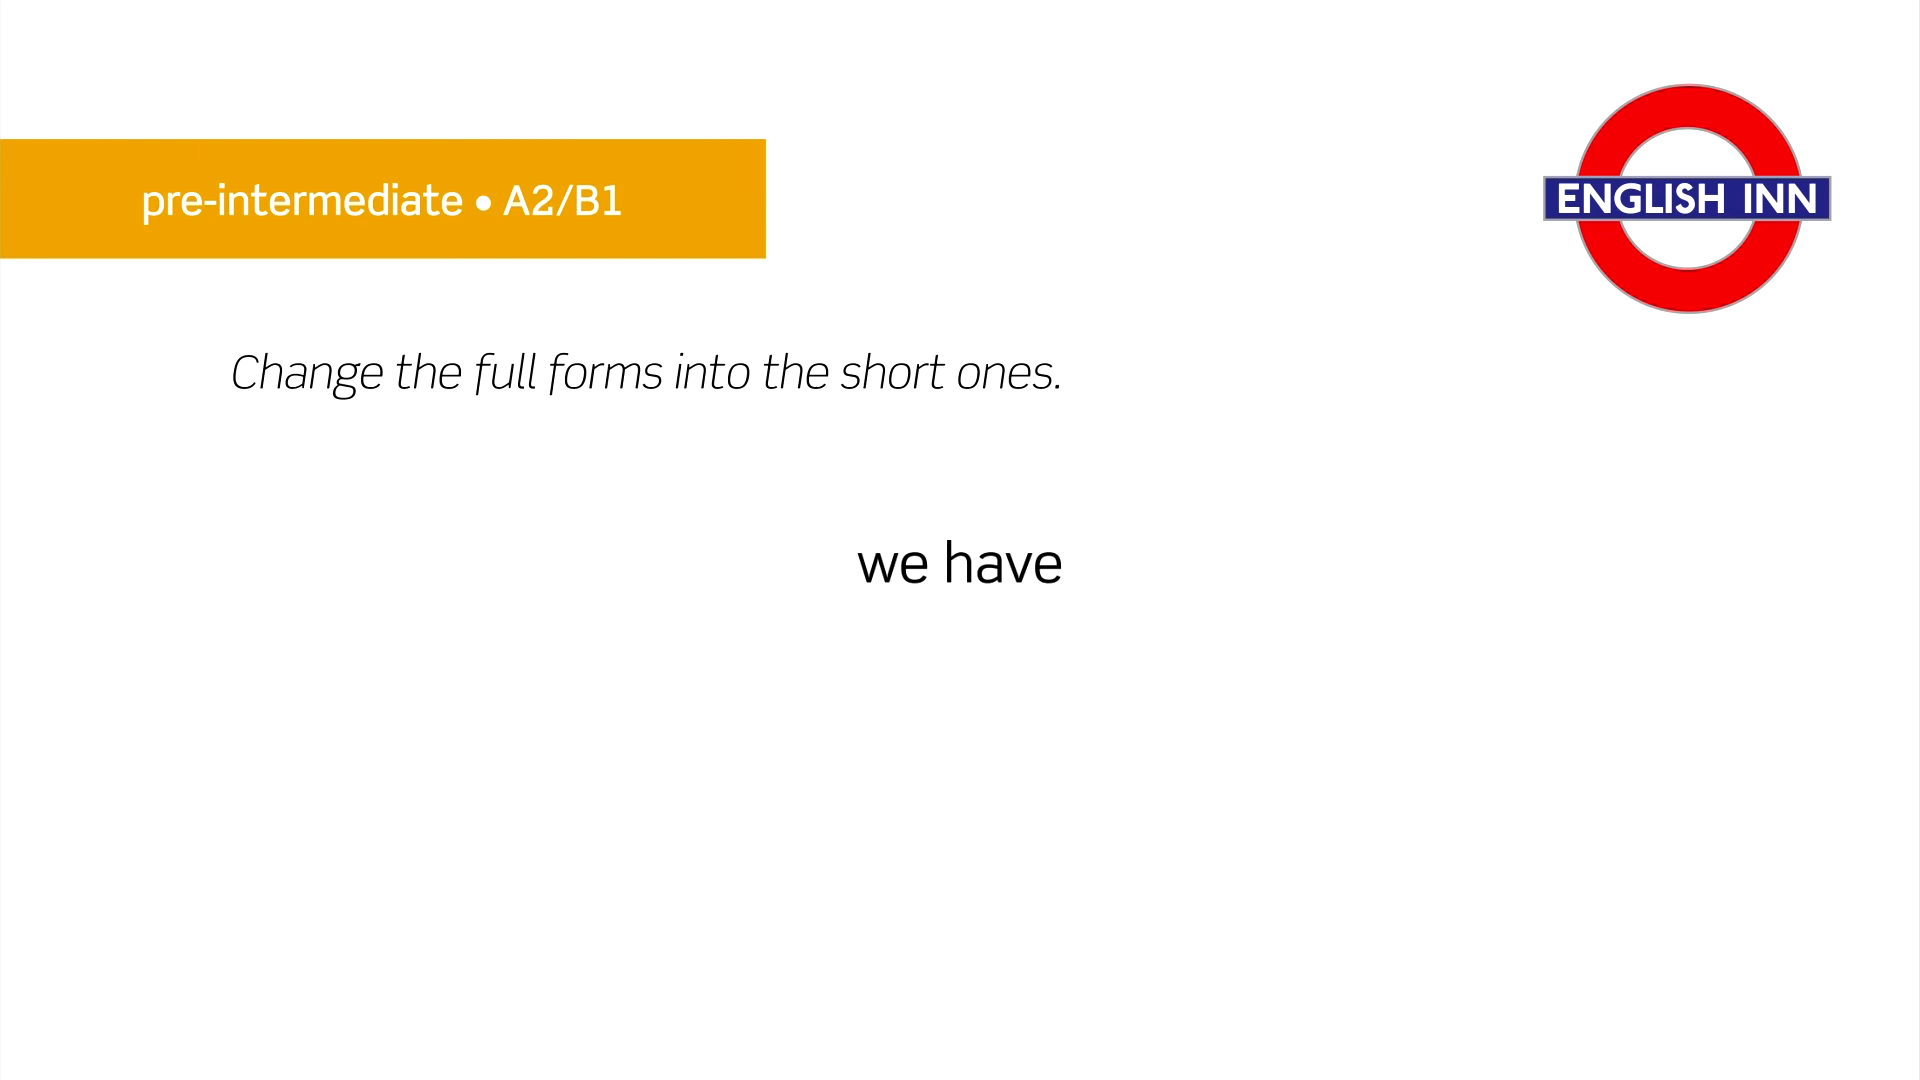 pre-intermediate • A2/B1
ENGLISH INN
Change the full forms into the short ones.
we have